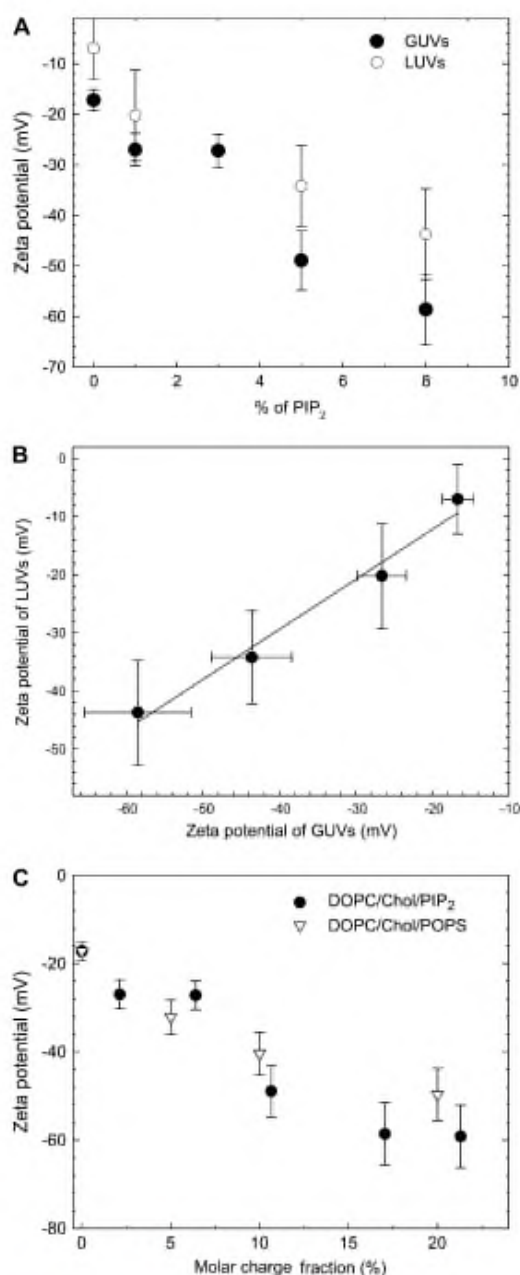 A
GUVs
LUVs
-10
-20
-30
-40
-50
-60
-70
0 2 4 6 8 10
Zeta potential (mV)
% of PIP2
B
0
-10
-20
-30
-40
-50
-60 -50 -40 -30 -20 -10
Zeta potential of LUVs (mV)
Zeta potential of GUVs (mV)
C
DOPC/Chol/PIP2
DOPC/Chol/POPS
0
-20
-40
-60
-80
0 5 10 15 20
Zeta potential (mV)
Molar charge fraction (%)